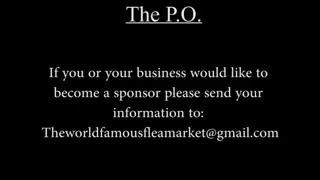 The P.O.
If you or your business would like to
become a sponsor please send your
information to:
Theworldfamousfleamarket@gmail.com